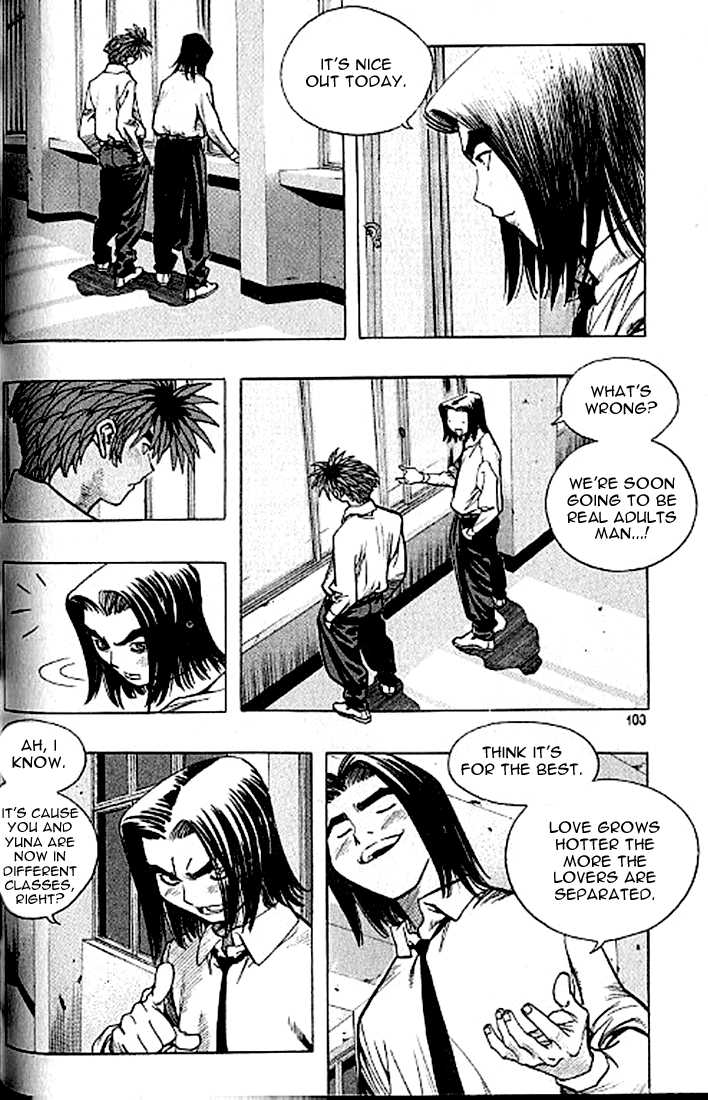 IT'S NICE
OUT TODAY.
WHAT'S
WRONG?
WE'RE SOON
GOING TO BE
REAL ADULTS
MAN...!
103
AH, I
KNOW.
IT'S CAUSE
YOU AND
YUNA ARE
NOW IN
DIFFERENT
CLASSES,
RIGHT?
THINK IT'S
FOR THE BEST.
LOVE GROWS
HOTTER THE
MORE THE
LOVERS ARE
SEPARATED.